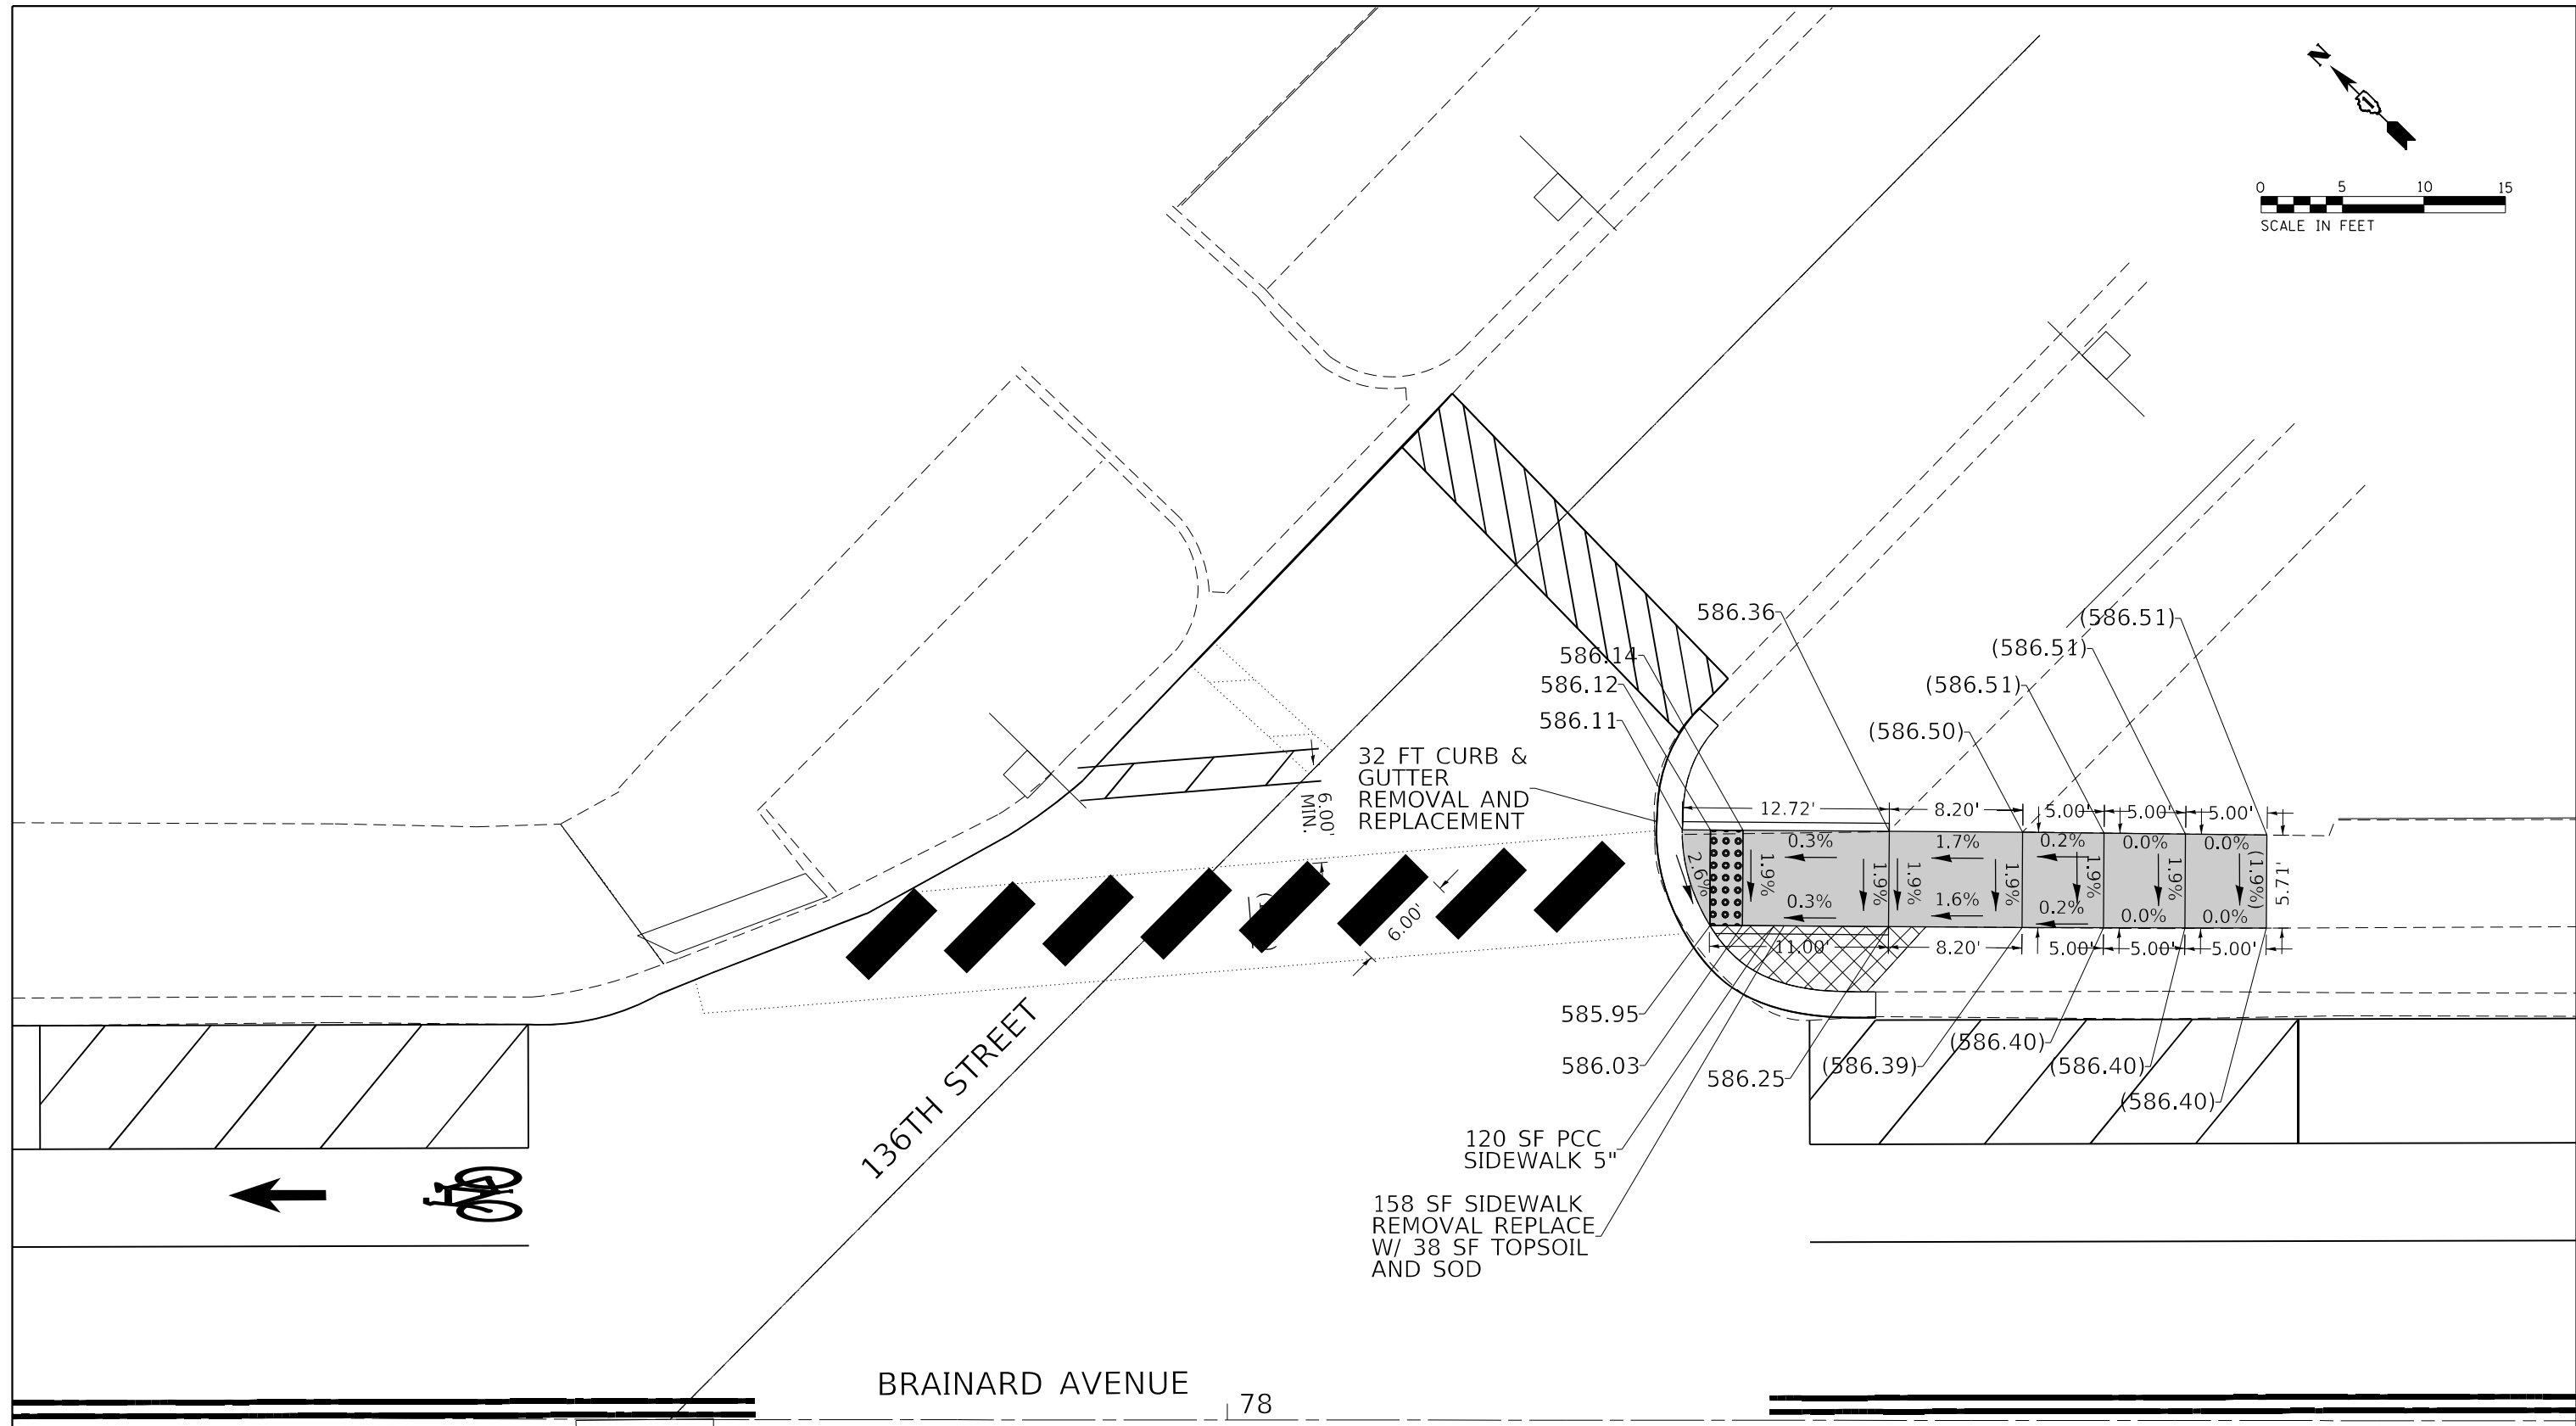 N
0 5 10 15
SCALE IN FEET
586.36
(586.51)
(586.51)
586.14
586.12
(586.51)
586.11
(586.50)
32 FT CURB &
GUTTER
REMOVAL AND
REPLACEMENT
6.00'
MIN.
12.72' 8.20' 5.00' 5.00' 5.00'
0.3% 1.7% 0.2% 0.0% 0.0%
2.6% 1.9% 1.9% 1.9% 1.9% 1.9% 1.9% (1.9%) 5.71'
0.3% 1.6% 0.2% 0.0% 0.0%
6.00'
11.00' 8.20' 5.00' 5.00' 5.00'
585.95
586.03
586.25
(586.39)
(586.40)
(586.40)
(586.40)
136TH STREET
120 SF PCC
SIDEWALK 5"
158 SF SIDEWALK
REMOVAL REPLACE
W/ 38 SF TOPSOIL
AND SOD
BRAINARD AVENUE
78